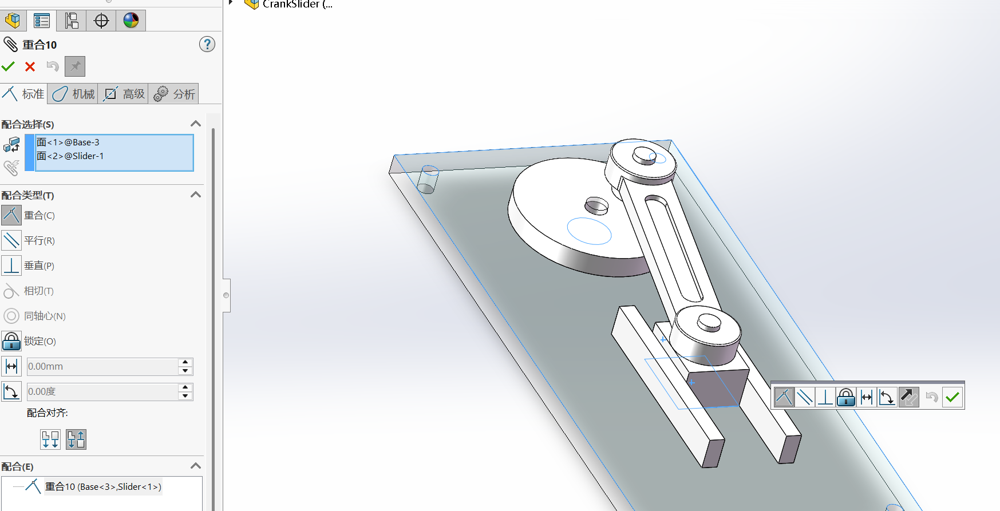 CrankSlider (...
重合10
?
标准 机械 高级 分析
配合选择(S)
面<1>@Base-3
面<2>@Slider-1
配合类型(T)
重合(C)
平行(R)
垂直(P)
相切(T)
同轴心(N)
锁定(O)
0.00mm
0.00度
配合对齐:
配合(E)
重合10 (Base<3>,Slider<1>)